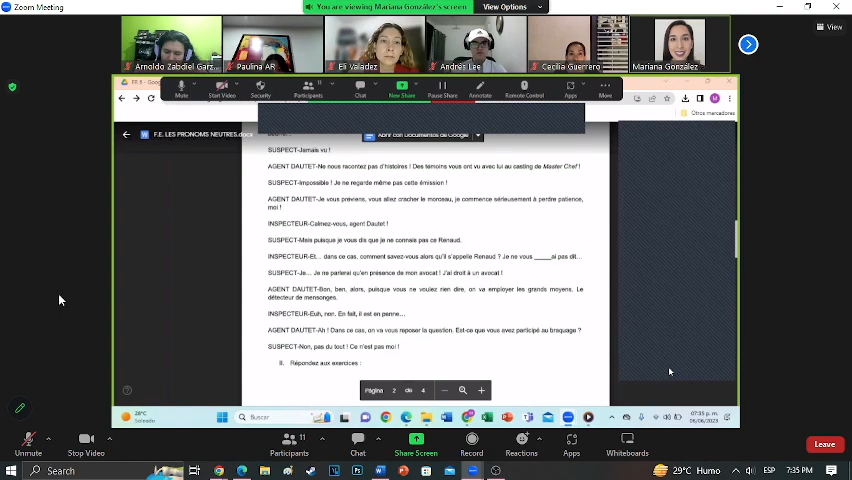 Zoom Meeting
You are viewing Mariana González's screen
View Options
View
Arnoldo Zabdiel Garz...
Paulina AR
Eli Valadez
Andrés Lee
Cecilia Guerrero
Mariana González
Mute
Start Video
Security
Participants
11
Chat
New Share
Pause Share
Annotate
Remote Control
Apps
More
Otros marcadores
F.E. LES PRONOMS NEUTRES.docx
Abrir con Documentos de Google
SUSPECT-Jamais vu !
AGENT DAUTET-Ne nous racontez pas d'histoires ! Des témoins vous ont vu avec lui au casting de Master Chef !
SUSPECT-Impossible ! Je ne regarde même pas cette émission !
AGENT DAUTET-Je vous préviens, vous allez cracher le morceau, je commence sérieusement à perdre patience,
moi !
INSPECTEUR-Calmez-vous, agent Dautet !
SUSPECT-Mais puisque je vous dis que je ne connais pas ce Renaud.
INSPECTEUR-Et... dans ce cas, comment savez-vous alors qu'il s'appelle Renaud ? Je ne vous _____ai pas dit...
SUSPECT-Je... Je ne parlerai qu'en présence de mon avocat ! J'ai droit à un avocat !
AGENT DAUTET-Bon, ben, alors, puisque vous ne voulez rien dire, on va employer les grands moyens. Le
détecteur de mensonges.
INSPECTEUR-Euh, non. En fait, il est en panne...
AGENT DAUTET-Ah ! Dans ce cas, on va vous reposer la question. Est-ce que vous avez participé au braquage ?
SUSPECT-Non, pas du tout ! Ce n'est pas moi !
II. Répondez aux exercices :
Página 2 de 4
28°C
Soleado
Buscar
07:35 p. m.
06/06/2023
Unmute
Stop Video
Participants
11
Chat
Share Screen
Record
Reactions
Apps
Whiteboards
Leave
Search
29°C Humo
ESP
7:35 PM